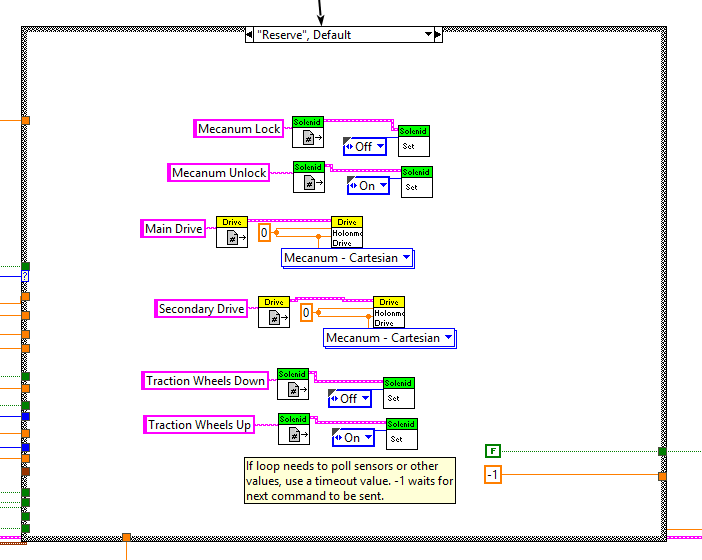 "Reserve", Default
Mecanum Lock
Solenid
#
Off
Solenid
Set
Mecanum Unlock
Solenid
#
On
Solenid
Set
Main Drive
Drive
#
0
Drive
Holonmc
Drive
Mecanum - Cartesian
Secondary Drive
Drive
#
0
Drive
Holonmc
Drive
Mecanum - Cartesian
Traction Wheels Down
Solenid
#
Off
Solenid
Set
Traction Wheels Up
Solenid
#
On
Solenid
Set
If loop needs to poll sensors or other
values, use a timeout value. -1 waits for
next command to be sent.
F
-1
?